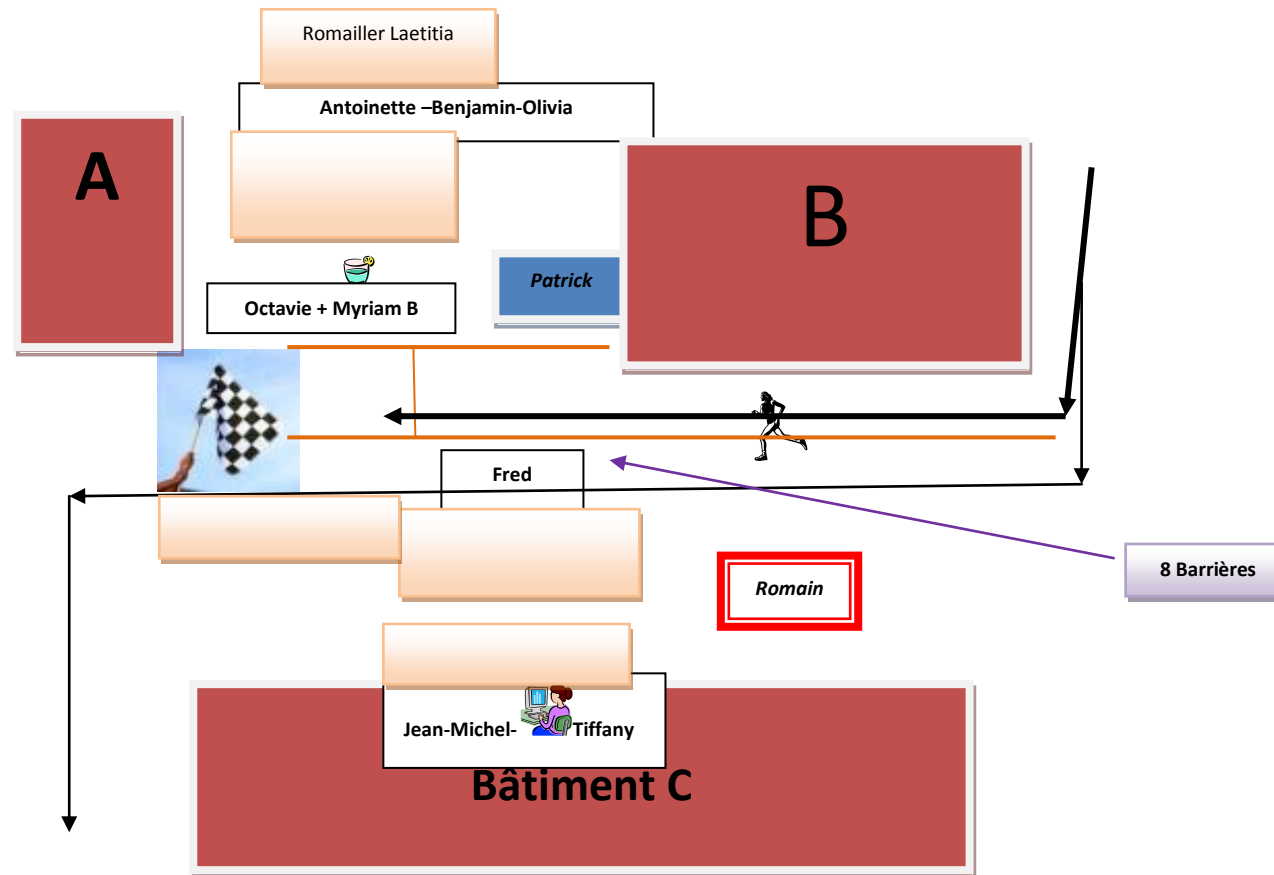 Romailler Laetitia
Antoinette –Benjamin-Olivia
A
B
Patrick
Octavie + Myriam B
Fred
8 Barrières
Romain
Jean-Michel- Tiffany
Bâtiment C